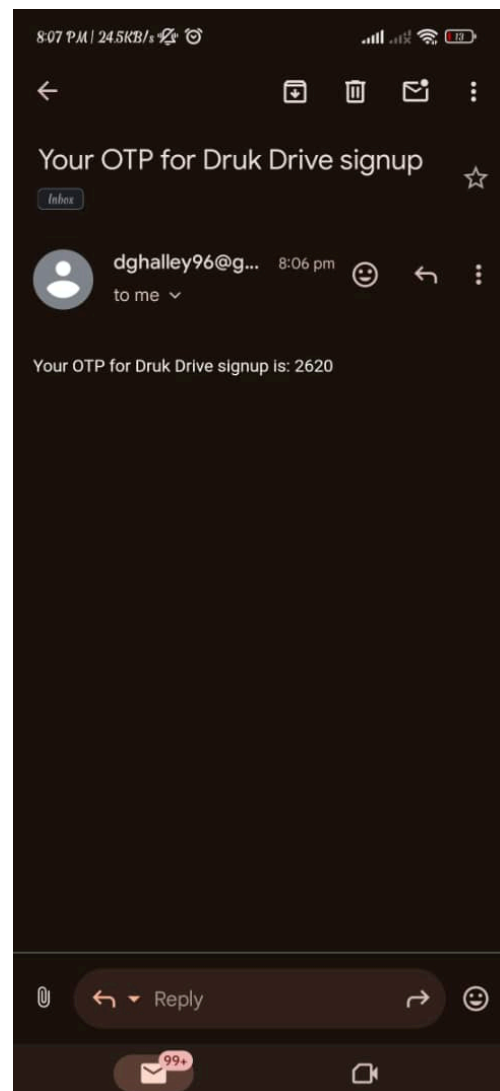 8:07 PM | 24.5KB/s
13
Your OTP for Druk Drive signup
Inbox
dghalley96@g... 8:06 pm
to me
Your OTP for Druk Drive signup is: 2620
Reply
99+